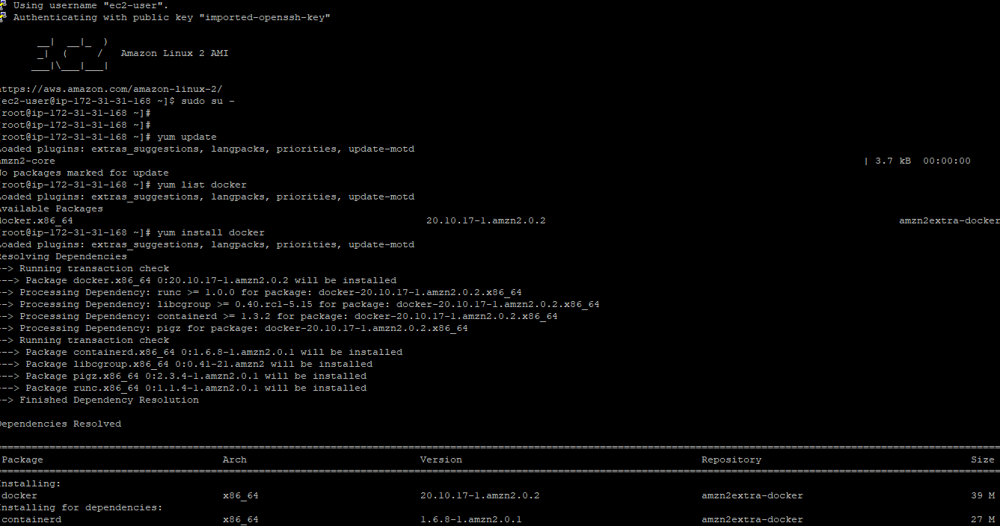 Using username "ec2-user".
Authenticating with public key "imported-openssh-key"
__|  __|_  )
_|  (     /   Amazon Linux 2 AMI
___|\___|___|
ttps://aws.amazon.com/amazon-linux-2/
[ec2-user@ip-172-31-31-168 ~]$ sudo su -
[root@ip-172-31-31-168 ~]#
[root@ip-172-31-31-168 ~]#
[root@ip-172-31-31-168 ~]# yum update
Loaded plugins: extras_suggestions, langpacks, priorities, update-motd
amzn2-core | 3.7 kB 00:00:00
No packages marked for update
[root@ip-172-31-31-168 ~]# yum list docker
Loaded plugins: extras_suggestions, langpacks, priorities, update-motd
Available Packages
docker.x86_64 20.10.17-1.amzn2.0.2 amzn2extra-docker
[root@ip-172-31-31-168 ~]# yum install docker
Loaded plugins: extras_suggestions, langpacks, priorities, update-motd
Resolving Dependencies
--> Running transaction check
---> Package docker.x86_64 0:20.10.17-1.amzn2.0.2 will be installed
--> Processing Dependency: runc >= 1.0.0 for package: docker-20.10.17-1.amzn2.0.2.x86_64
--> Processing Dependency: libcgroup >= 0.40.rc1-5.15 for package: docker-20.10.17-1.amzn2.0.2.x86_64
--> Processing Dependency: containerd >= 1.3.2 for package: docker-20.10.17-1.amzn2.0.2.x86_64
--> Processing Dependency: pigz for package: docker-20.10.17-1.amzn2.0.2.x86_64
--> Running transaction check
---> Package containerd.x86_64 0:1.6.8-1.amzn2.0.1 will be installed
---> Package libcgroup.x86_64 0:0.41-21.amzn2 will be installed
---> Package pigz.x86_64 0:2.3.4-1.amzn2.0.1 will be installed
---> Package runc.x86_64 0:1.1.4-1.amzn2.0.1 will be installed
--> Finished Dependency Resolution
Dependencies Resolved
Package Arch Version Repository Size
Installing:
docker x86_64 20.10.17-1.amzn2.0.2 amzn2extra-docker 39 M
Installing for dependencies:
containerd x86_64 1.6.8-1.amzn2.0.1 amzn2extra-docker 27 M